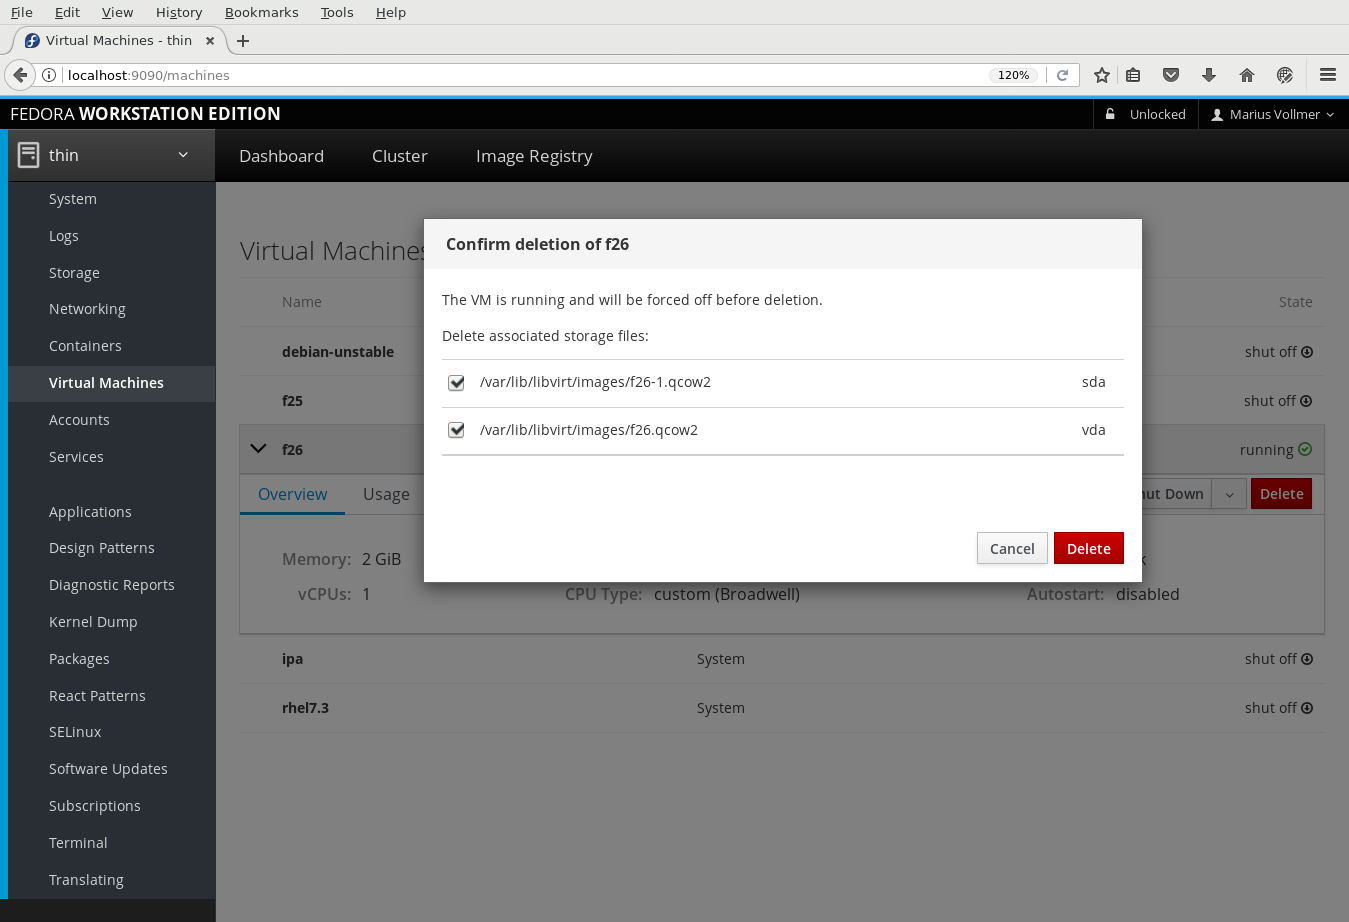 File Edit View History Bookmarks Tools Help
Virtual Machines - thin
localhost:9090/machines 120%
FEDORA WORKSTATION EDITION Unlocked Marius Vollmer
thin Dashboard Cluster Image Registry
System
Logs
Storage
Networking
Containers
Virtual Machines
Accounts
Services
Applications
Design Patterns
Diagnostic Reports
Kernel Dump
Packages
React Patterns
SELinux
Software Updates
Subscriptions
Terminal
Translating
Virtual Machines
Name State
debian-unstable shut off
f25 shut off
f26 running
Overview Usage Down Delete
Memory: 2 GiB
vCPUs: 1 CPU Type: custom (Broadwell) Autostart: disabled
ipa System shut off
rhel7.3 System shut off
Confirm deletion of f26
The VM is running and will be forced off before deletion.
Delete associated storage files:
/var/lib/libvirt/images/f26-1.qcow2 sda
/var/lib/libvirt/images/f26.qcow2 vda
Cancel Delete